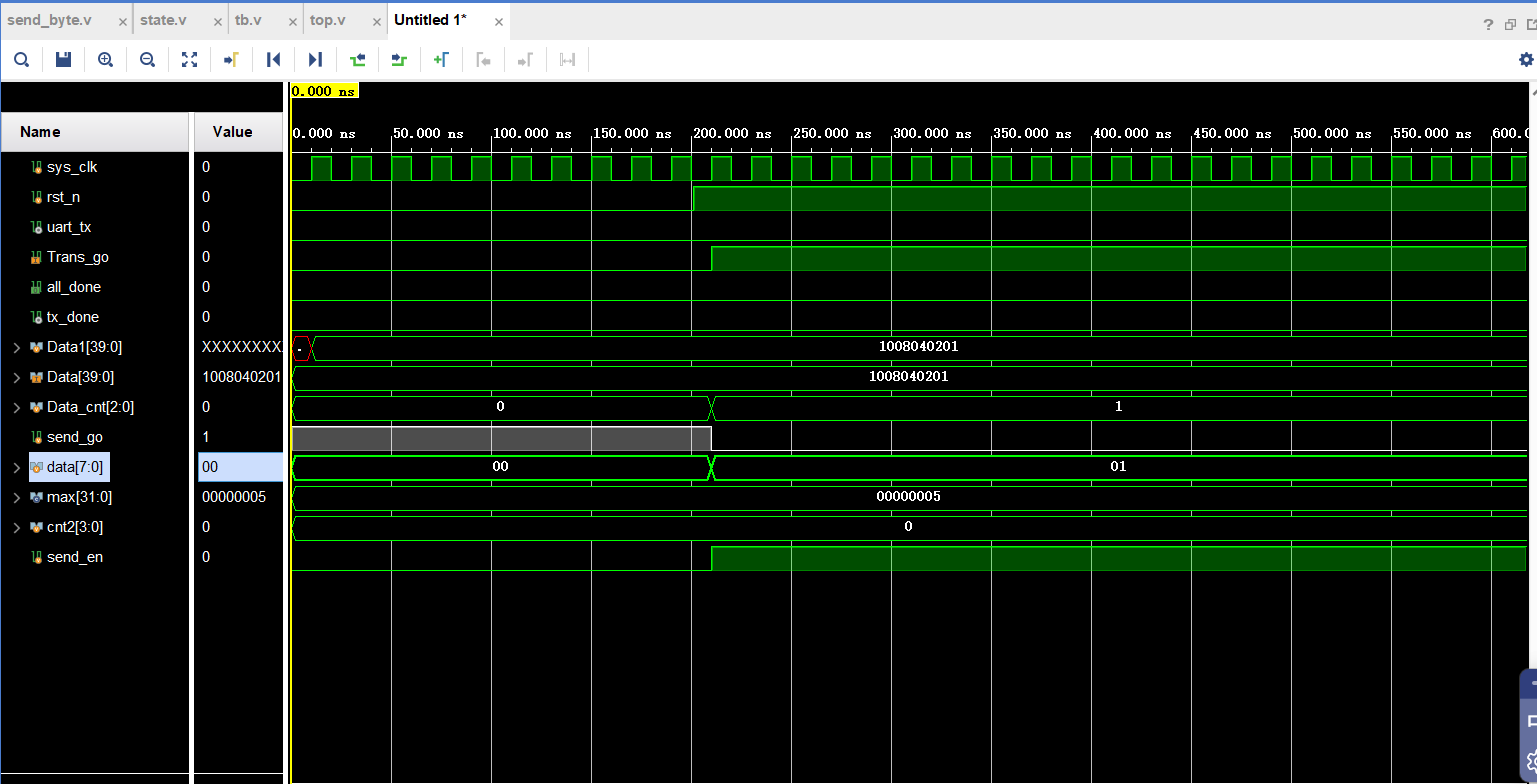 send_byte.v × state.v × tb.v × top.v × Untitled 1* ×
?
0.000 ns
Name Value 0.000 ns 50.000 ns 100.000 ns 150.000 ns 200.000 ns 250.000 ns 300.000 ns 350.000 ns 400.000 ns 450.000 ns 500.000 ns 550.000 ns 600.0
sys_clk 0
rst_n 0
uart_tx 0
Trans_go 0
all_done 0
tx_done 0
Data1[39:0] XXXXXXXX 1008040201
Data[39:0] 1008040201 1008040201
Data_cnt[2:0] 0 0 1
send_go 1
data[7:0] 00 00 01
max[31:0] 00000005 00000005
cnt2[3:0] 0 0
send_en 0